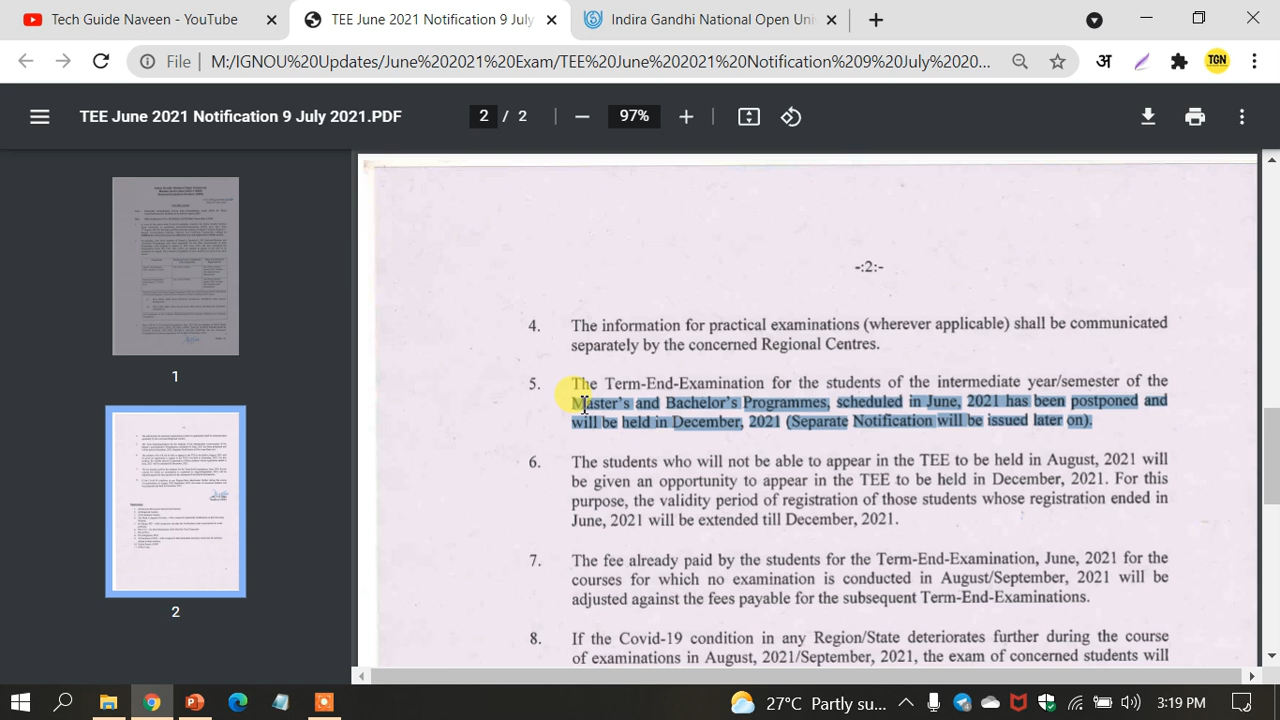 Tech Guide Naveen - YouTube
TEE June 2021 Notification 9 July
Indira Gandhi National Open Uni
File
M:/IGNOU%20Updates/June%202021%20Exam/TEE%20June%202021%20Notification%209%20July%2020...
अ
TGN
TEE June 2021 Notification 9 July 2021.PDF
2 / 2
97%
1
2
-:2:-
4. The information for practical examinations (wherever applicable) shall be communicated
separately by the concerned Regional Centres.
5. The Term-End-Examination for the students of the intermediate year/semester of the
Master's and Bachelor's Programmes, scheduled in June, 2021 has been postponed and
will be held in December, 2021 (Separate Notification will be issued later on).
6. The students who will not be able to appear in the TEE to be held in August, 2021 will
be given an opportunity to appear in the TEE to be held in December, 2021. For this
purpose, the validity period of registration of those students whose registration ended in
June, 2021 will be extended till December, 2021.
7. The fee already paid by the students for the Term-End-Examination, June, 2021 for the
courses for which no examination is conducted in August/September, 2021 will be
adjusted against the fees payable for the subsequent Term-End-Examinations.
8. If the Covid-19 condition in any Region/State deteriorates further during the course
of examinations in August, 2021/September, 2021, the exam of concerned students will
27°C Partly su...
3:19 PM